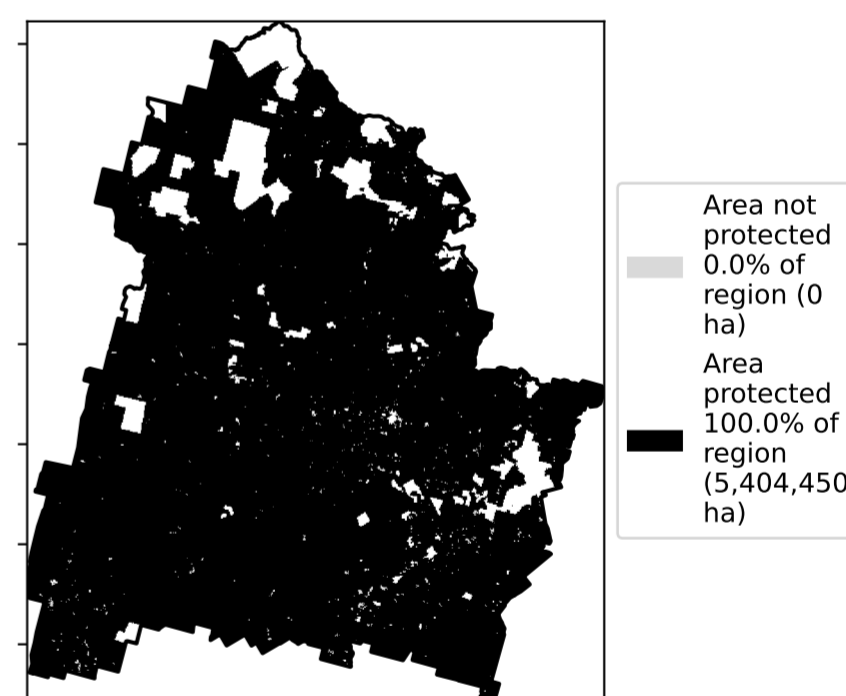 Area not
protected
0.0% of
region (0
ha)
Area
protected
100.0% of
region
(5,404,450
ha)